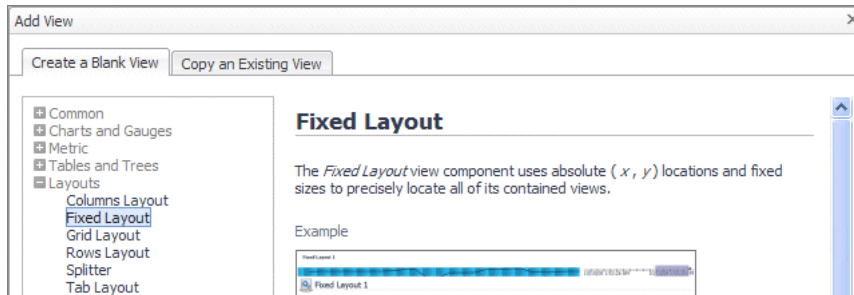 Add View
Create a Blank View
Copy an Existing View
Common
Charts and Gauges
Metric
Tables and Trees
Layouts
Columns Layout
Fixed Layout
Grid Layout
Rows Layout
Splitter
Tab Layout
Fixed Layout
The Fixed Layout view component uses absolute ( x , y ) locations and fixed
sizes to precisely locate all of its contained views.
Example
Fixed Layout 1
Fixed Layout 1